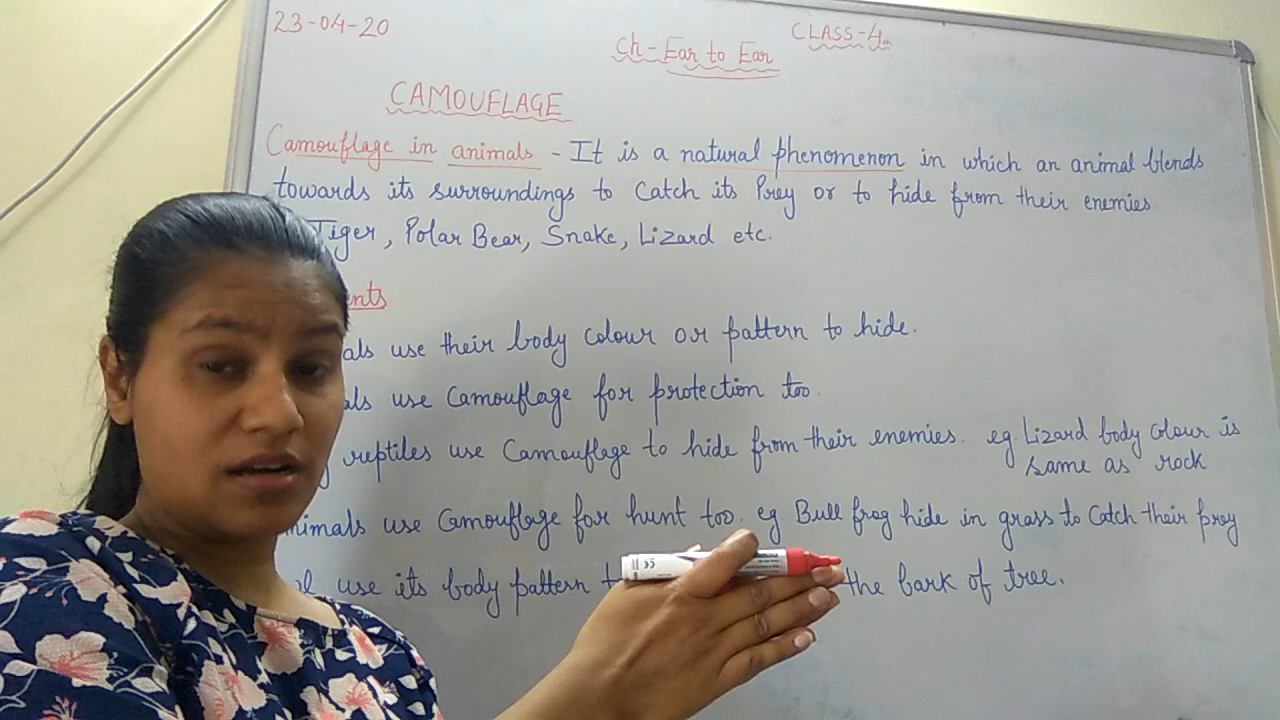 23-04-20
CLASS-4th
Ch-Ear to Ear
CAMOUFLAGE
Camouflage in animals - It is a natural phenomenon in which an animal blends
towards its surroundings to Catch its Prey or to hide from their enemies
Tiger, Polar Bear, Snake, Lizard etc.
nts
als use their body colour or pattern to hide.
als use Camouflage for protection too.
reptiles use Camouflage to hide from their enemies. eg Lizard body colour is
same as rock
nimals use Camouflage for hunt too. eg Bull frog hide in grass to Catch their prey
l use its body pattern t the bark of tree.